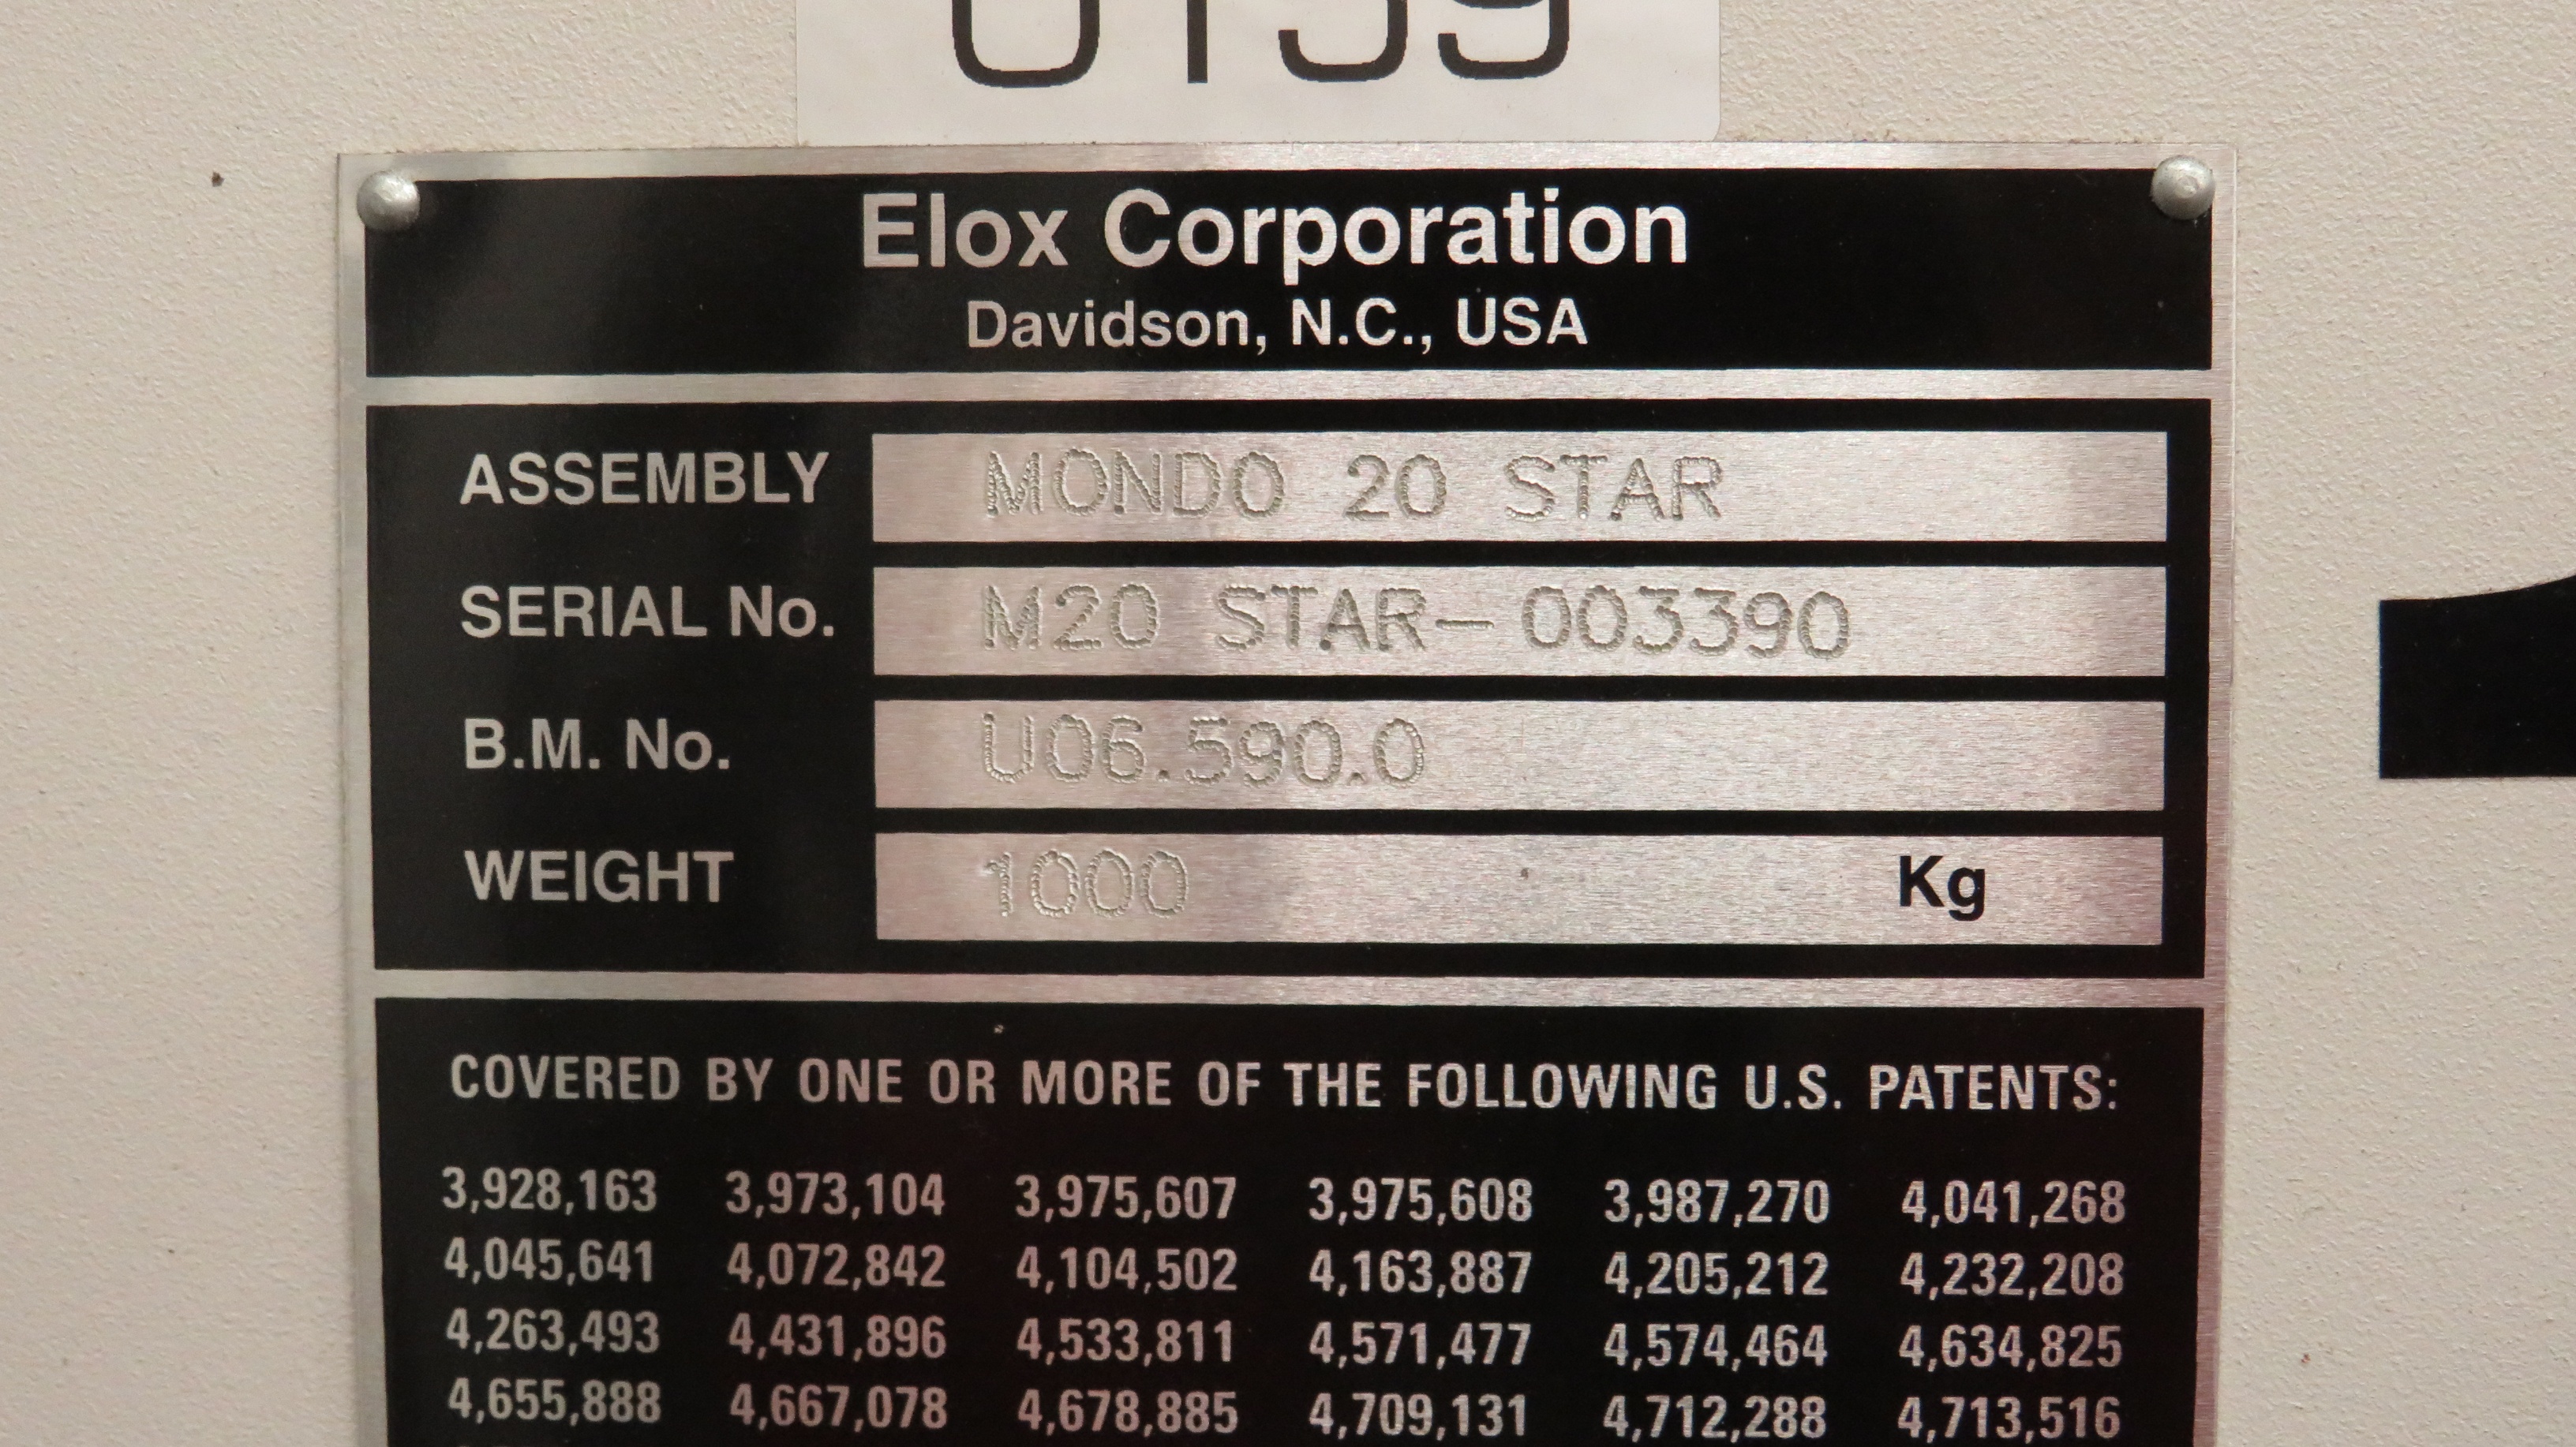 Elox Corporation
Davidson, N.C., USA
ASSEMBLY MONDO 20 STAR
SERIAL No. M20 STAR-003390
B.M. No. U06.590.0
WEIGHT 1000 Kg
COVERED BY ONE OR MORE OF THE FOLLOWING U.S. PATENTS:
3,928,163 3,973,104 3,975,607 3,975,608 3,987,270 4,041,268
4,045,641 4,072,842 4,104,502 4,163,887 4,205,212 4,232,208
4,263,493 4,431,896 4,533,811 4,571,477 4,574,464 4,634,825
4,655,888 4,667,078 4,678,885 4,709,131 4,712,288 4,713,516